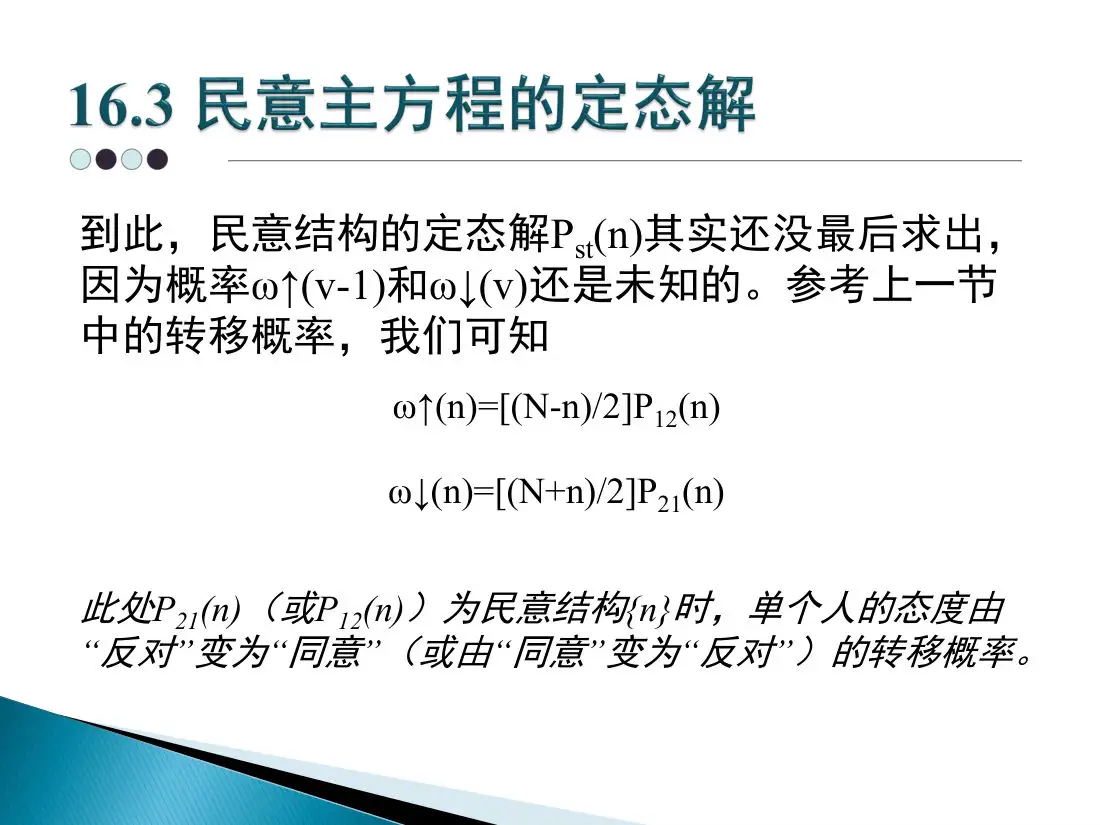 16.3 民意主方程的定态解
到此，民意结构的定态解Pst(n)其实还没最后求出，
因为概率ω↑(v-1)和ω↓(v)还是未知的。参考上一节
中的转移概率，我们可知
ω↑(n)=[(N-n)/2]P12(n)
ω↓(n)=[(N+n)/2]P21(n)
此处P21(n)（或P12(n)）为民意结构{n}时，单个人的态度由
“反对”变为“同意”（或由“同意”变为“反对”）的转移概率。